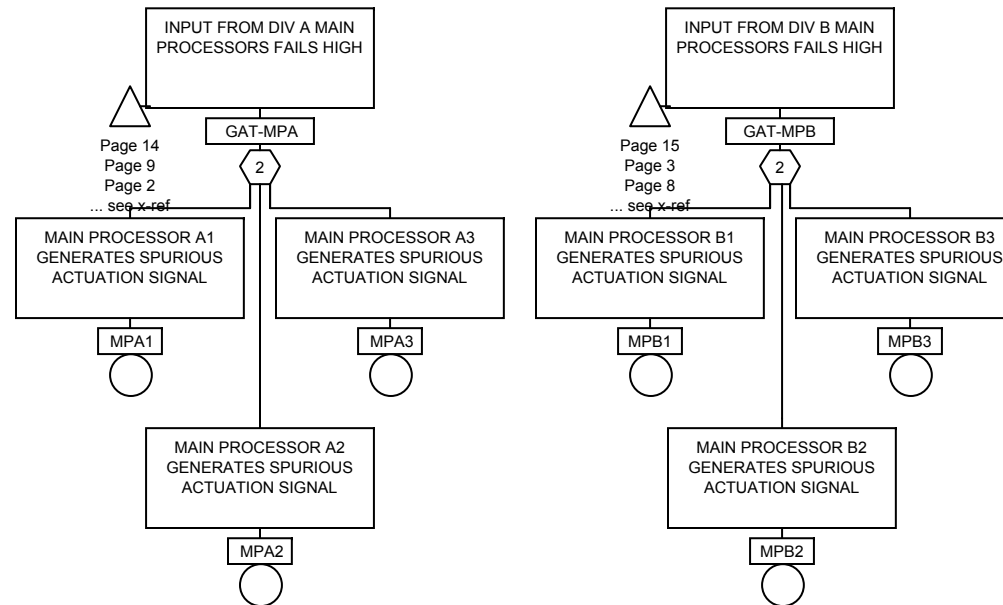 INPUT FROM DIV A MAIN
PROCESSORS FAILS HIGH
GAT-MPA
2
Page 14
Page 9
Page 2
... see x-ref
MAIN PROCESSOR A1
GENERATES SPURIOUS
ACTUATION SIGNAL
MPA1
MAIN PROCESSOR A3
GENERATES SPURIOUS
ACTUATION SIGNAL
MPA3
MAIN PROCESSOR A2
GENERATES SPURIOUS
ACTUATION SIGNAL
MPA2
INPUT FROM DIV B MAIN
PROCESSORS FAILS HIGH
GAT-MPB
2
Page 15
Page 3
Page 8
... see x-ref
MAIN PROCESSOR B1
GENERATES SPURIOUS
ACTUATION SIGNAL
MPB1
MAIN PROCESSOR B3
GENERATES SPURIOUS
ACTUATION SIGNAL
MPB3
MAIN PROCESSOR B2
GENERATES SPURIOUS
ACTUATION SIGNAL
MPB2